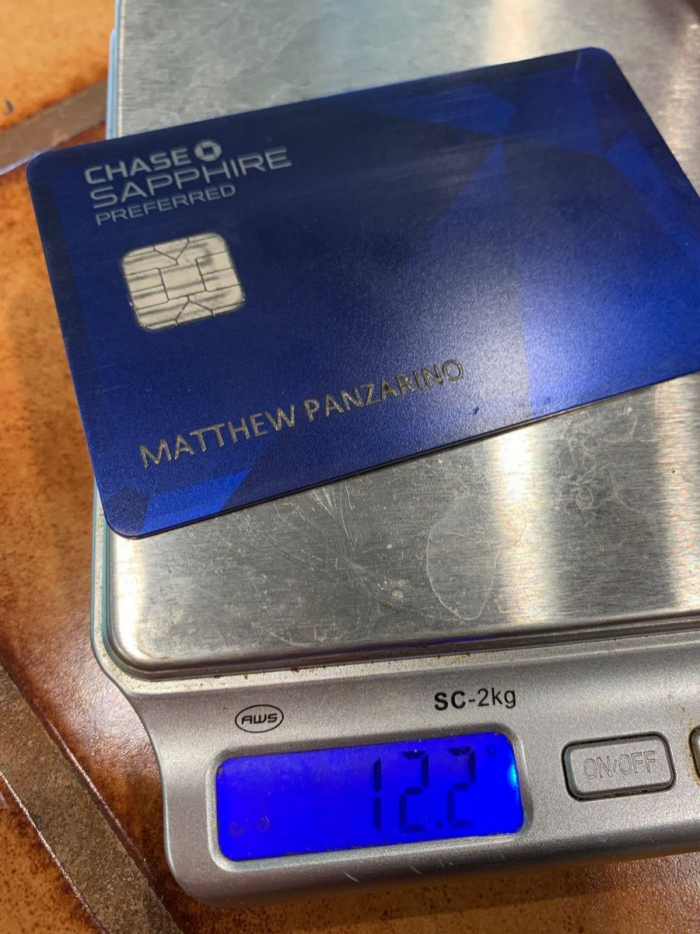 CHASE
SAPPHIRE
PREFERRED
MATTHEW PANZARINO
SC-2kg
AWS
12.2
ON/OFF